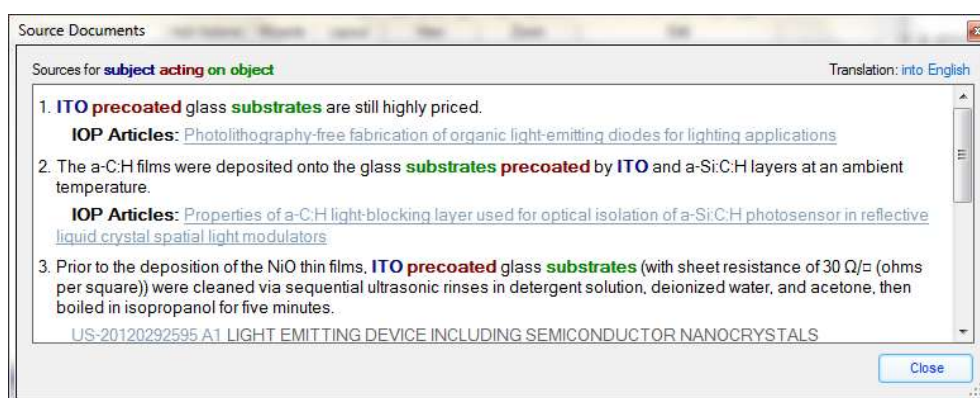 Source Documents
Sources for subject acting on object
Translation: into English
1. ITO precoated glass substrates are still highly priced.
IOP Articles: Photolithography-free fabrication of organic light-emitting diodes for lighting applications
2. The a-C:H films were deposited onto the glass substrates precoated by ITO and a-Si:C:H layers at an ambient
temperature.
IOP Articles: Properties of a-C:H light-blocking layer used for optical isolation of a-Si:C:H photosensor in reflective
liquid crystal spatial light modulators
3. Prior to the deposition of the NiO thin films, ITO precoated glass substrates (with sheet resistance of 30 Ω/¤ (ohms
per square)) were cleaned via sequential ultrasonic rinses in detergent solution, deionized water, and acetone, then
boiled in isopropanol for five minutes.
US-20120292595 A1 LIGHT EMITTING DEVICE INCLUDING SEMICONDUCTOR NANOCRYSTALS
Close